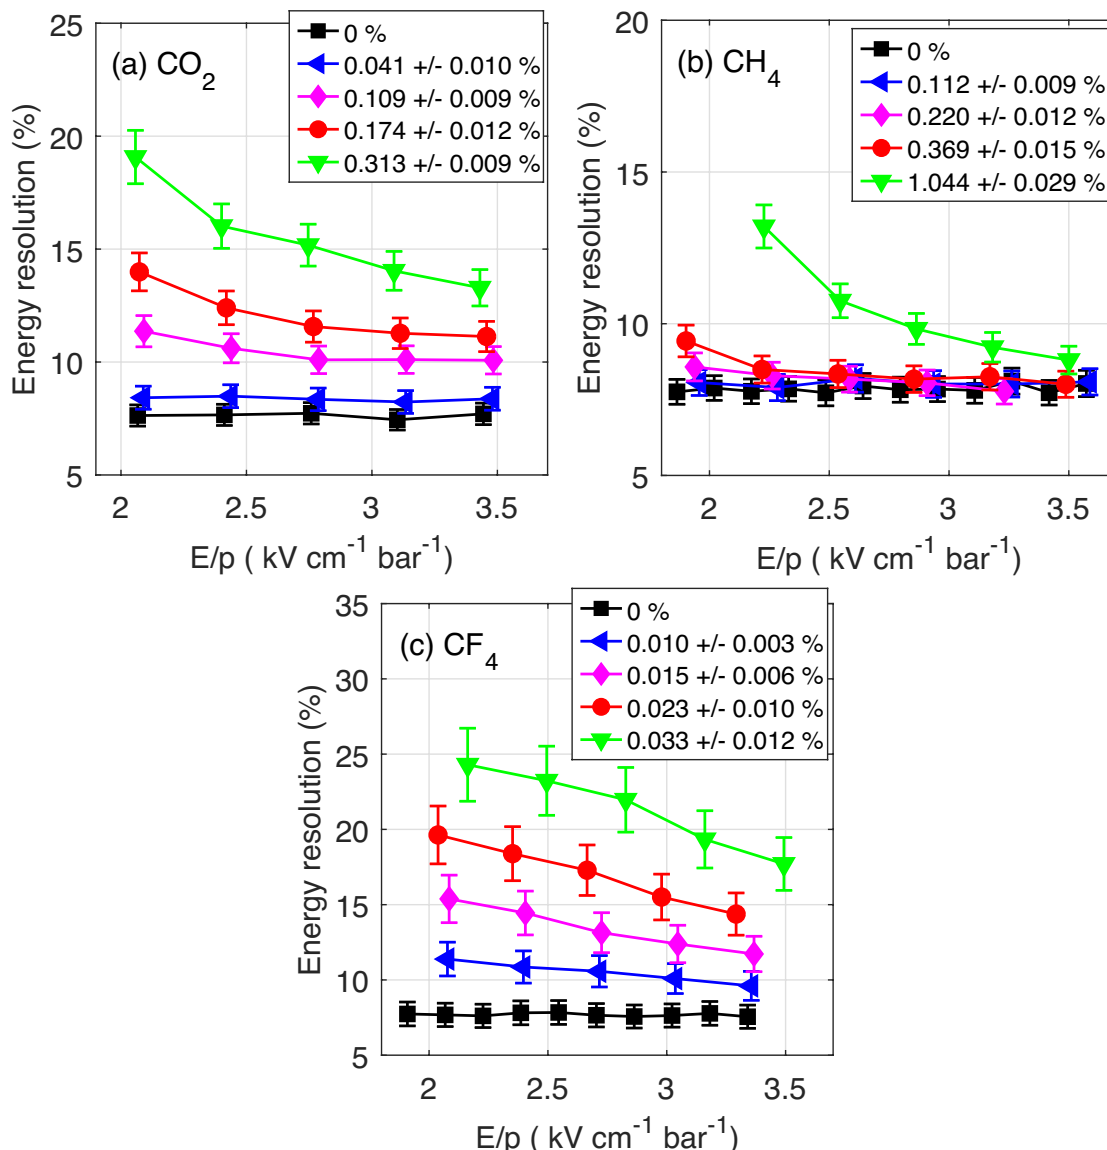 (a) CO2
0 %
0.041 +/- 0.010 %
0.109 +/- 0.009 %
0.174 +/- 0.012 %
0.313 +/- 0.009 %
Energy resolution (%)
25
20
15
10
5
2
2.5
3
3.5
E/p ( kV cm-1 bar-1)
(b) CH4
0 %
0.112 +/- 0.009 %
0.220 +/- 0.012 %
0.369 +/- 0.015 %
1.044 +/- 0.029 %
Energy resolution (%)
20
15
10
5
2
2.5
3
3.5
E/p ( kV cm-1 bar-1)
(c) CF4
0 %
0.010 +/- 0.003 %
0.015 +/- 0.006 %
0.023 +/- 0.010 %
0.033 +/- 0.012 %
Energy resolution (%)
35
30
25
20
15
10
5
2
2.5
3
3.5
E/p ( kV cm-1 bar-1)